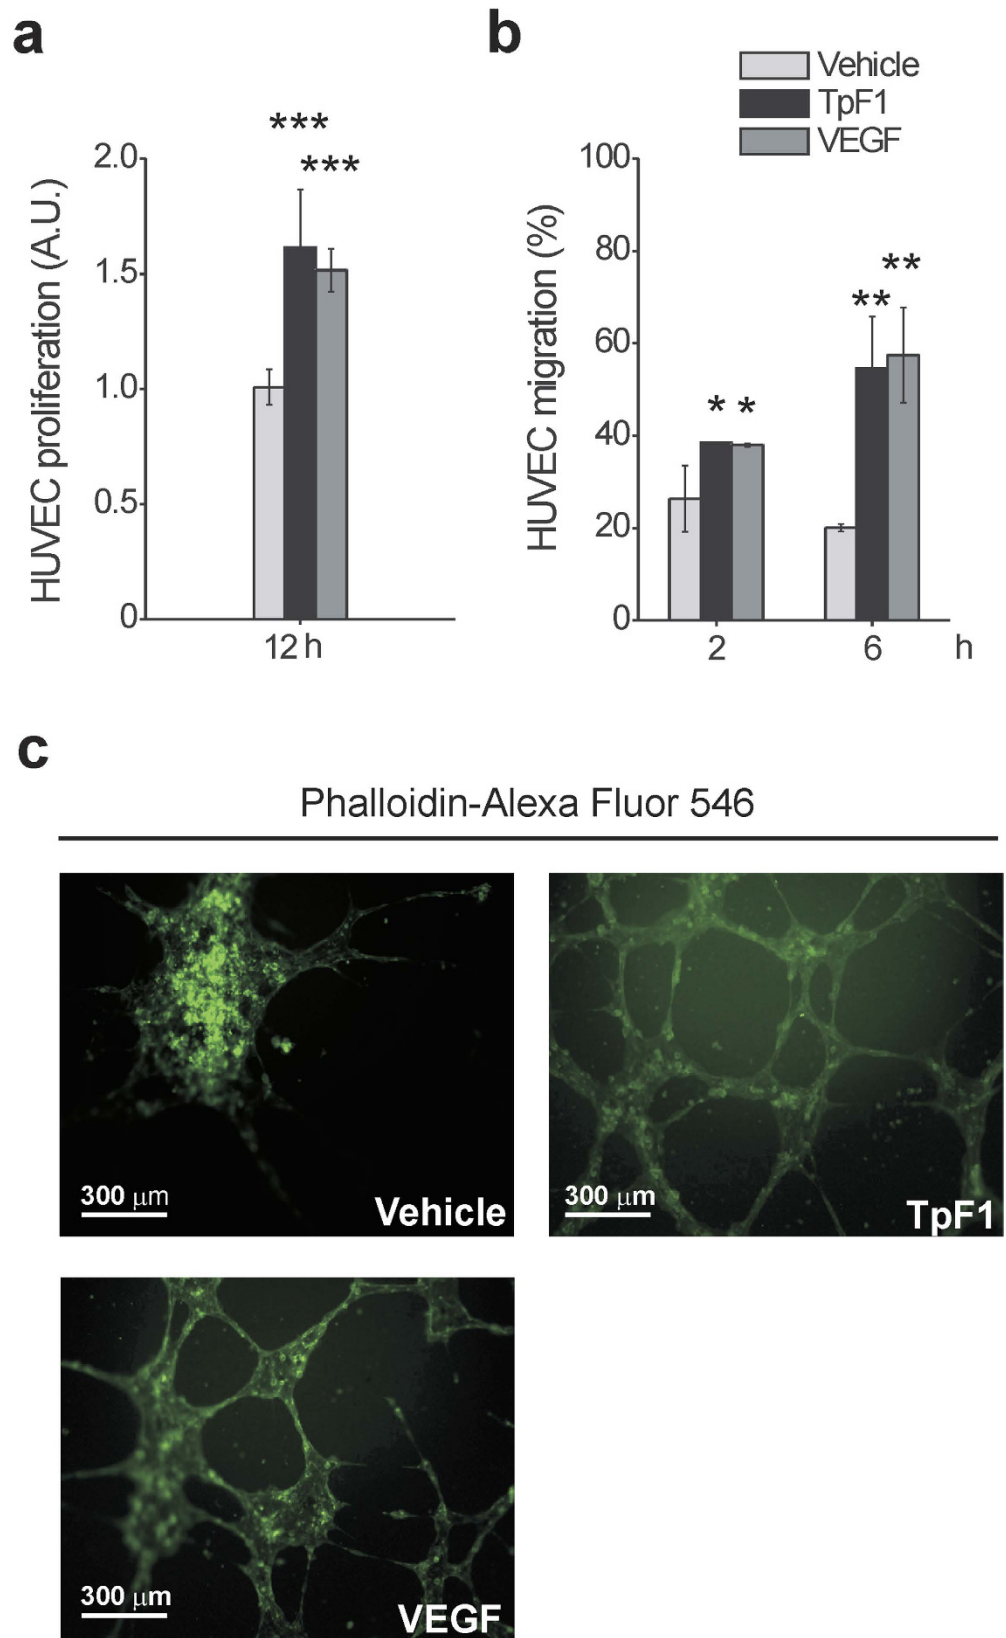 a
b
Vehicle
TpF1
VEGF
***
***
2.0
1.5
1.0
0.5
0
HUVEC proliferation (A.U.)
12 h
100
80
60
40
20
0
HUVEC migration (%)
* *
**
**
2
6
h
c
Phalloidin-Alexa Fluor 546
300 μm
Vehicle
300 μm
TpF1
300 μm
VEGF